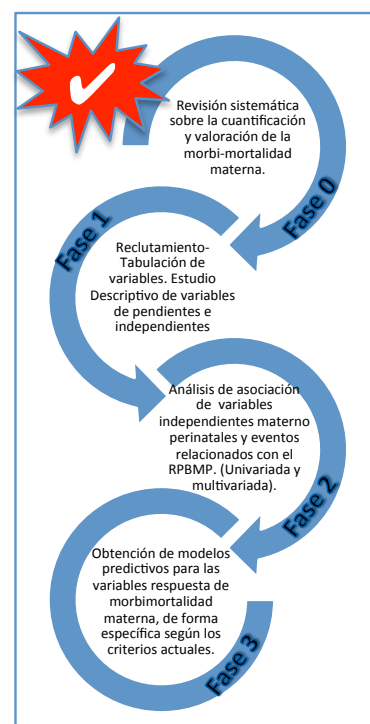 Revisión sistemática
sobre la cuantificación
y valoración de la
morbi-mortalidad
materna.
Fase 0
Fase 1
Reclutamiento-
Tabulación de
variables. Estudio
Descriptivo de variables
de pendientes e
independientes
Análisis de asociación
de variables
independientes materno
perinatales y eventos
relacionados con el
RPBMP. (Univariada y
multivariada).
Fase 2
Obtención de modelos
predictivos para las
variables respuesta de
morbimortalidad
materna, de forma
específica según los
criterios actuales.
Fase 3